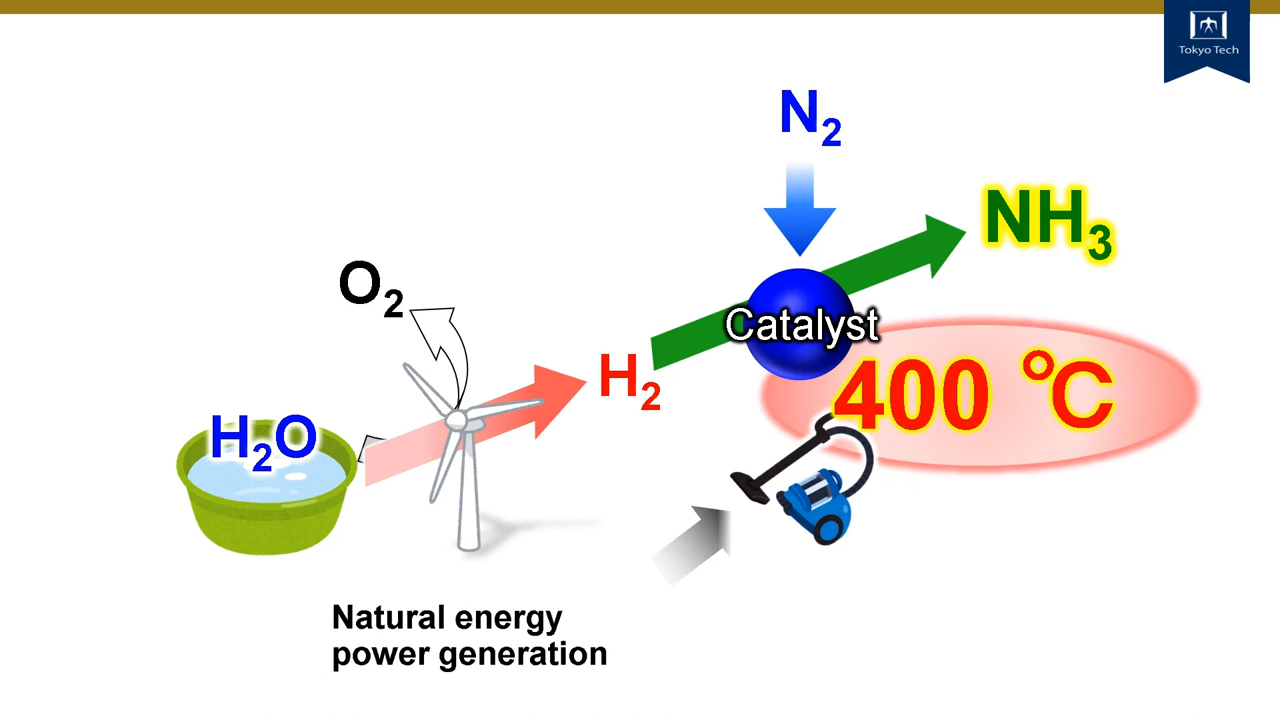 Tokyo Tech
N₂
NH₃
O₂
Catalyst
H₂
400 ℃
H₂O
Natural energy
power generation